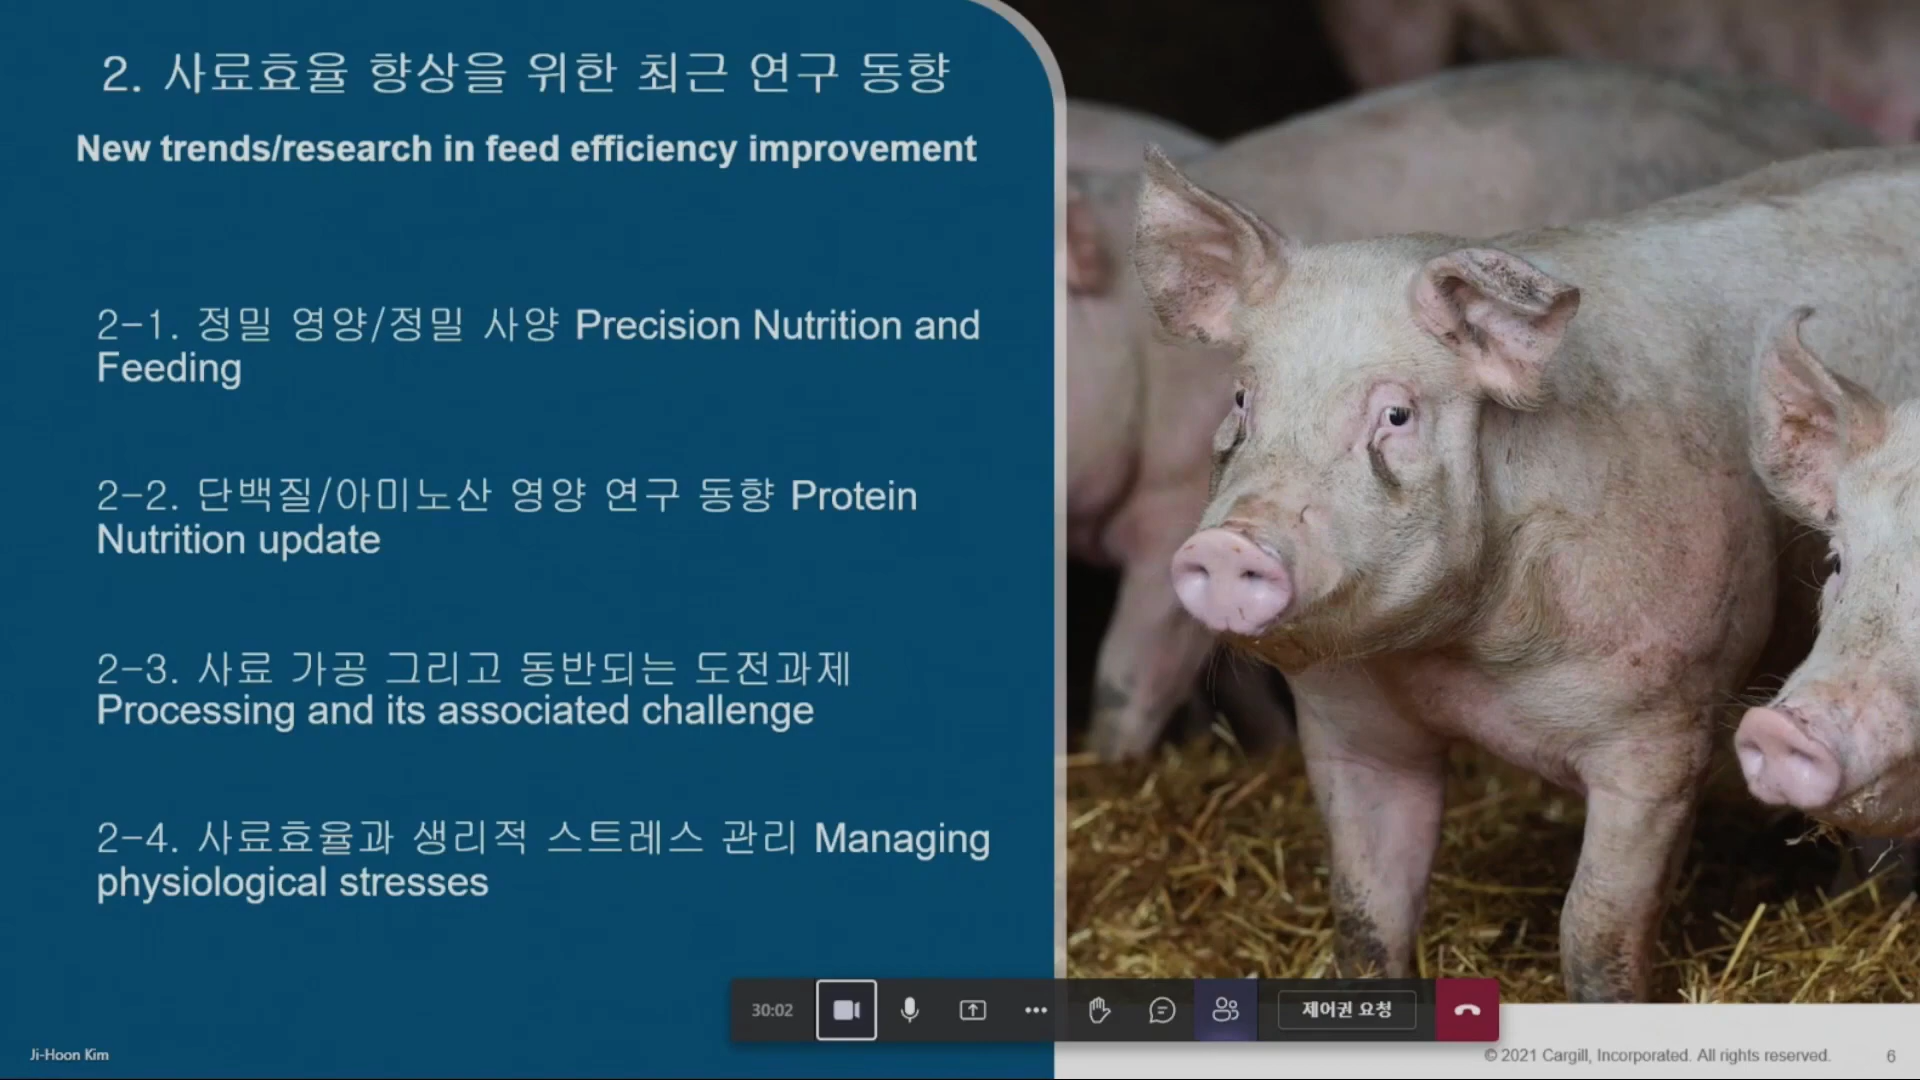 2. 사료효율 향상을 위한 최근 연구 동향
New trends/research in feed efficiency improvement
2-1. 정밀 영양/정밀 사양 Precision Nutrition and
Feeding
2-2. 단백질/아미노산 영양 연구 동향 Protein
Nutrition update
2-3. 사료 가공 그리고 동반되는 도전과제
Processing and its associated challenge
2-4. 사료효율과 생리적 스트레스 관리 Managing
physiological stresses
30:02
제어권 요청
Ji-Hoon Kim
© 2021 Cargill, Incorporated. All rights reserved.
6